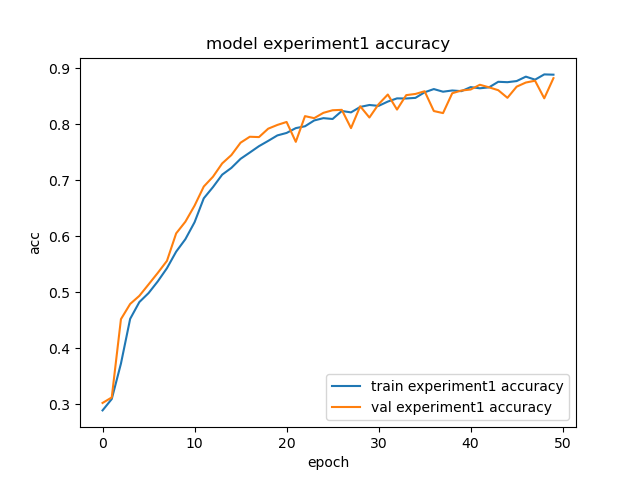 model experiment1 accuracy
acc
0.9
0.8
0.7
0.6
0.5
0.4
0.3
train experiment1 accuracy
val experiment1 accuracy
0 10 20 30 40 50
epoch